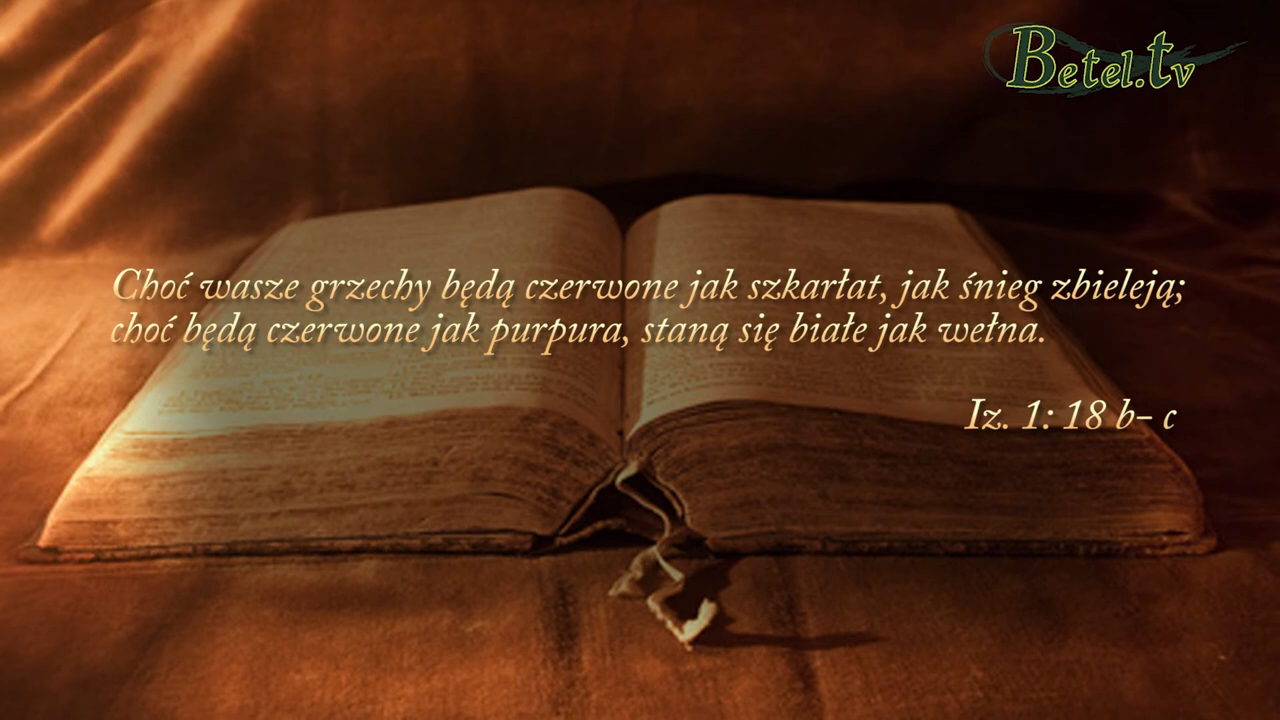 Betel.tv
Choć wasze grzechy będą czerwone jak szkarłat, jak śnieg zbieleją;
choć będą czerwone jak purpura, staną się białe jak wełna.
Iz. 1: 18 b– c